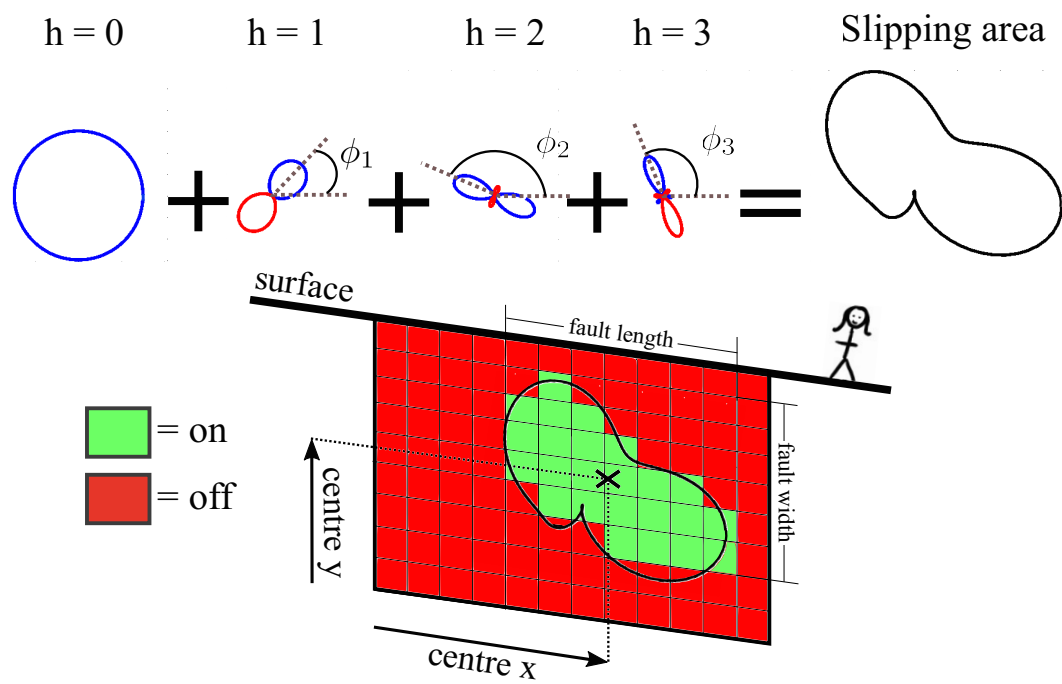 h = 0 h = 1 h = 2 h = 3 Slipping area
ϕ₁ ϕ₂ ϕ₃
+ + + =
surface
fault length
= on
= off
centre y
fault width
centre x